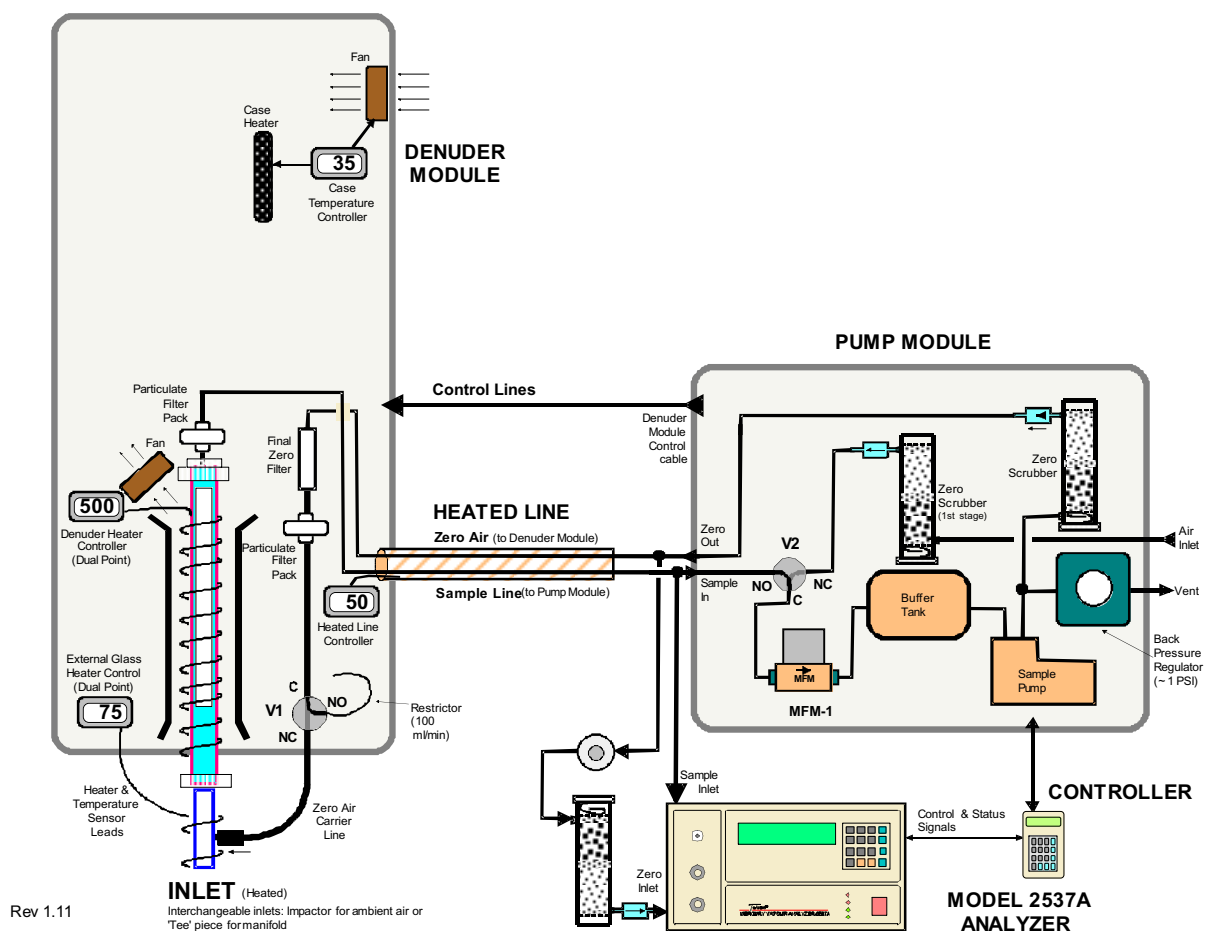 Fan
Case
Heater
35
Case
Temperature
Controller
DENUDER
MODULE
PUMP MODULE
Particulate
Filter
Pack
Fan
Final
Zero
Filter
500
Denuder Heater
Controller
(Dual Point)
Particulate
Filter
Pack
External Glass
Heater Control
(Dual Point)
75
C
V1
NO
NC
Restrictor
(100
ml/min)
50
Heated Line
Controller
Heater &
Temperature
Sensor
Leads
Zero Air
Carrier
Line
INLET (Heated)
Interchangeable inlets: Impactor for ambient air or
'Tee' piece for manifold
Rev 1.11
Control Lines
Denuder
Module
Control
cable
HEATED LINE
Zero Air (to Denuder Module)
Sample Line(to Pump Module)
Zero
Out
Sample
In
V2
NO
NC
C
Zero
Scrubber
(1st stage)
Zero
Scrubber
Air
Inlet
Vent
Buffer
Tank
MFM
MFM-1
Sample
Pump
Back
Pressure
Regulator
(~ 1 PSI)
Sample
Inlet
Zero
Inlet
Control & Status
Signals
CONTROLLER
MODEL 2537A
ANALYZER